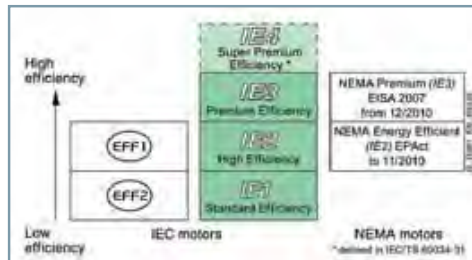 High
efficiency
Low
efficiency
EFF1
EFF2
IEC motors
IE4
Super Premium
Efficiency *
IE3
Premium Efficiency
IE2
High Efficiency
IE1
Standard Efficiency
NEMA Premium (IE3)
EISA 2007
from 12/2010
NEMA Energy Efficient
(IE2) EPAct
to 11/2010
NEMA motors
* defined in IEC/TS 60034-31